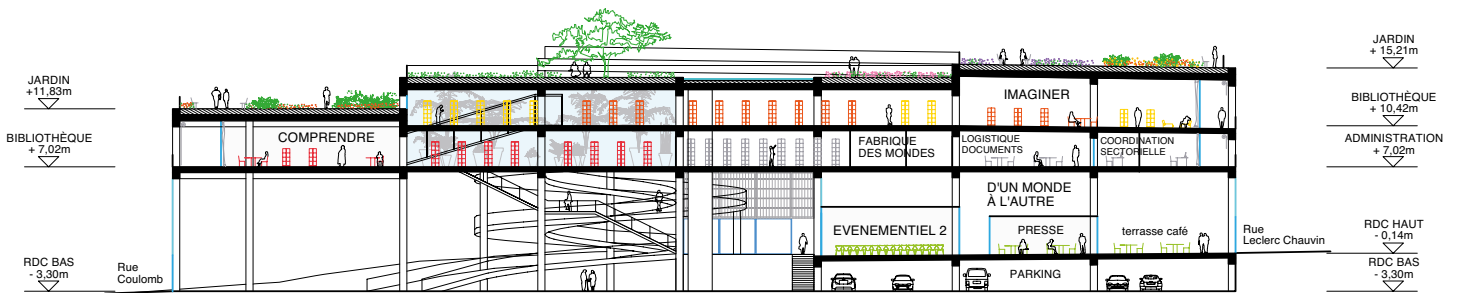 JARDIN
+11,83m
BIBLIOTHÈQUE
+ 7,02m
RDC BAS
- 3,30m
Rue
Coulomb
COMPRENDRE
IMAGINER
FABRIQUE
DES MONDES
LOGISTIQUE
DOCUMENTS
COORDINATION
SECTORIELLE
D'UN MONDE
À L'AUTRE
EVENEMENTIEL 2
PRESSE
terrasse café
PARKING
Rue
Leclerc Chauvin
JARDIN
+ 15,21m
BIBLIOTHÈQUE
+ 10,42m
ADMINISTRATION
+ 7,02m
RDC HAUT
- 0,14m
RDC BAS
- 3,30m